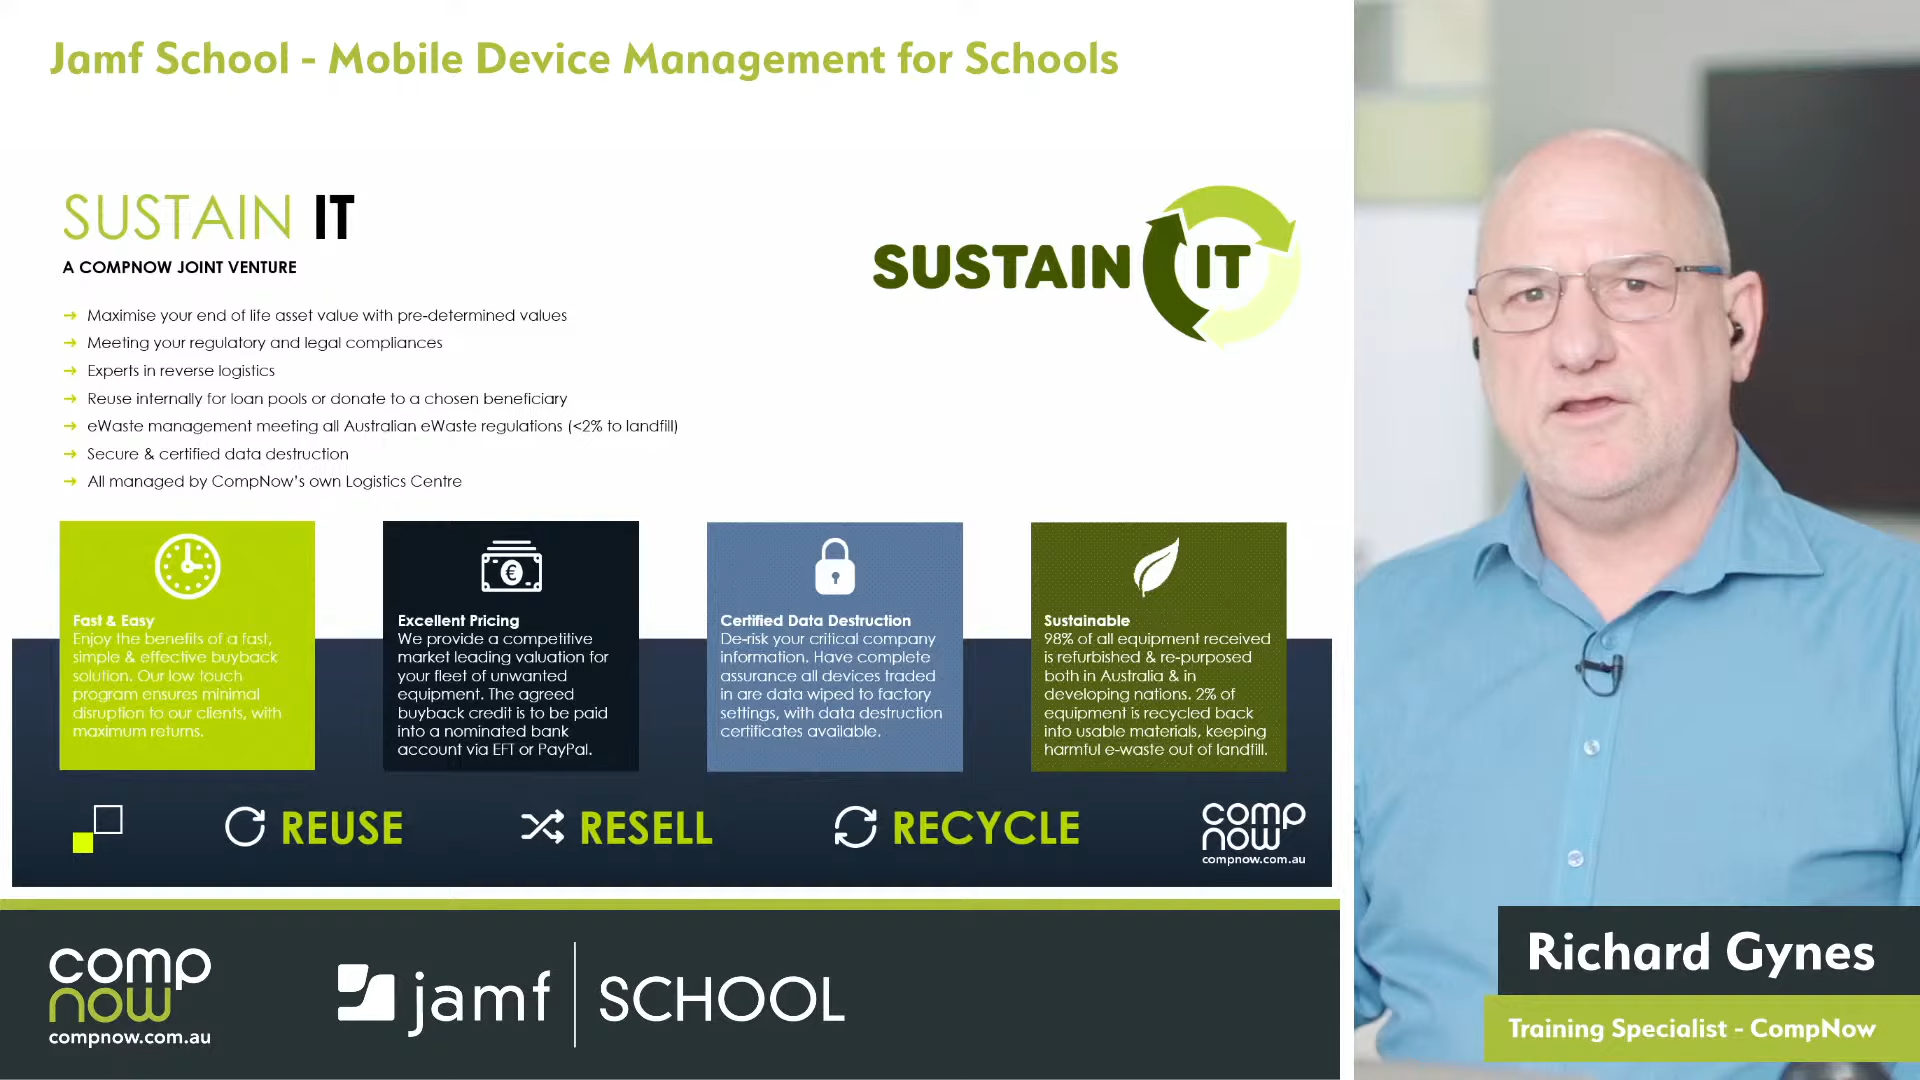 Jamf School - Mobile Device Management for Schools
SUSTAIN IT
A COMPNOW JOINT VENTURE
SUSTAIN IT
→ Maximise your end of life asset value with pre-determined values
→ Meeting your regulatory and legal compliances
→ Experts in reverse logistics
→ Reuse internally for loan pools or donate to a chosen beneficiary
→ eWaste management meeting all Australian eWaste regulations (<2% to landfill)
→ Secure & certified data destruction
→ All managed by CompNow's own Logistics Centre
Fast & Easy
Enjoy the benefits of a fast,
simple & effective buyback
solution. Our low touch
program ensures minimal
disruption to our clients, with
maximum returns.
€
Excellent Pricing
We provide a competitive
market leading valuation for
your fleet of unwanted
equipment. The agreed
buyback credit is to be paid
into a nominated bank
account via EFT or PayPal.
Certified Data Destruction
De-risk your critical company
information. Have complete
assurance all devices traded
in are data wiped to factory
settings, with data destruction
certificates available.
Sustainable
98% of all equipment received
is refurbished & re-purposed
both in Australia & in
developing nations. 2% of
equipment is recycled back
into usable materials, keeping
harmful e-waste out of landfill.
REUSE
RESELL
RECYCLE
comp
now
compnow.com.au
comp
now
compnow.com.au
jamf | SCHOOL
Richard Gynes
Training Specialist - CompNow